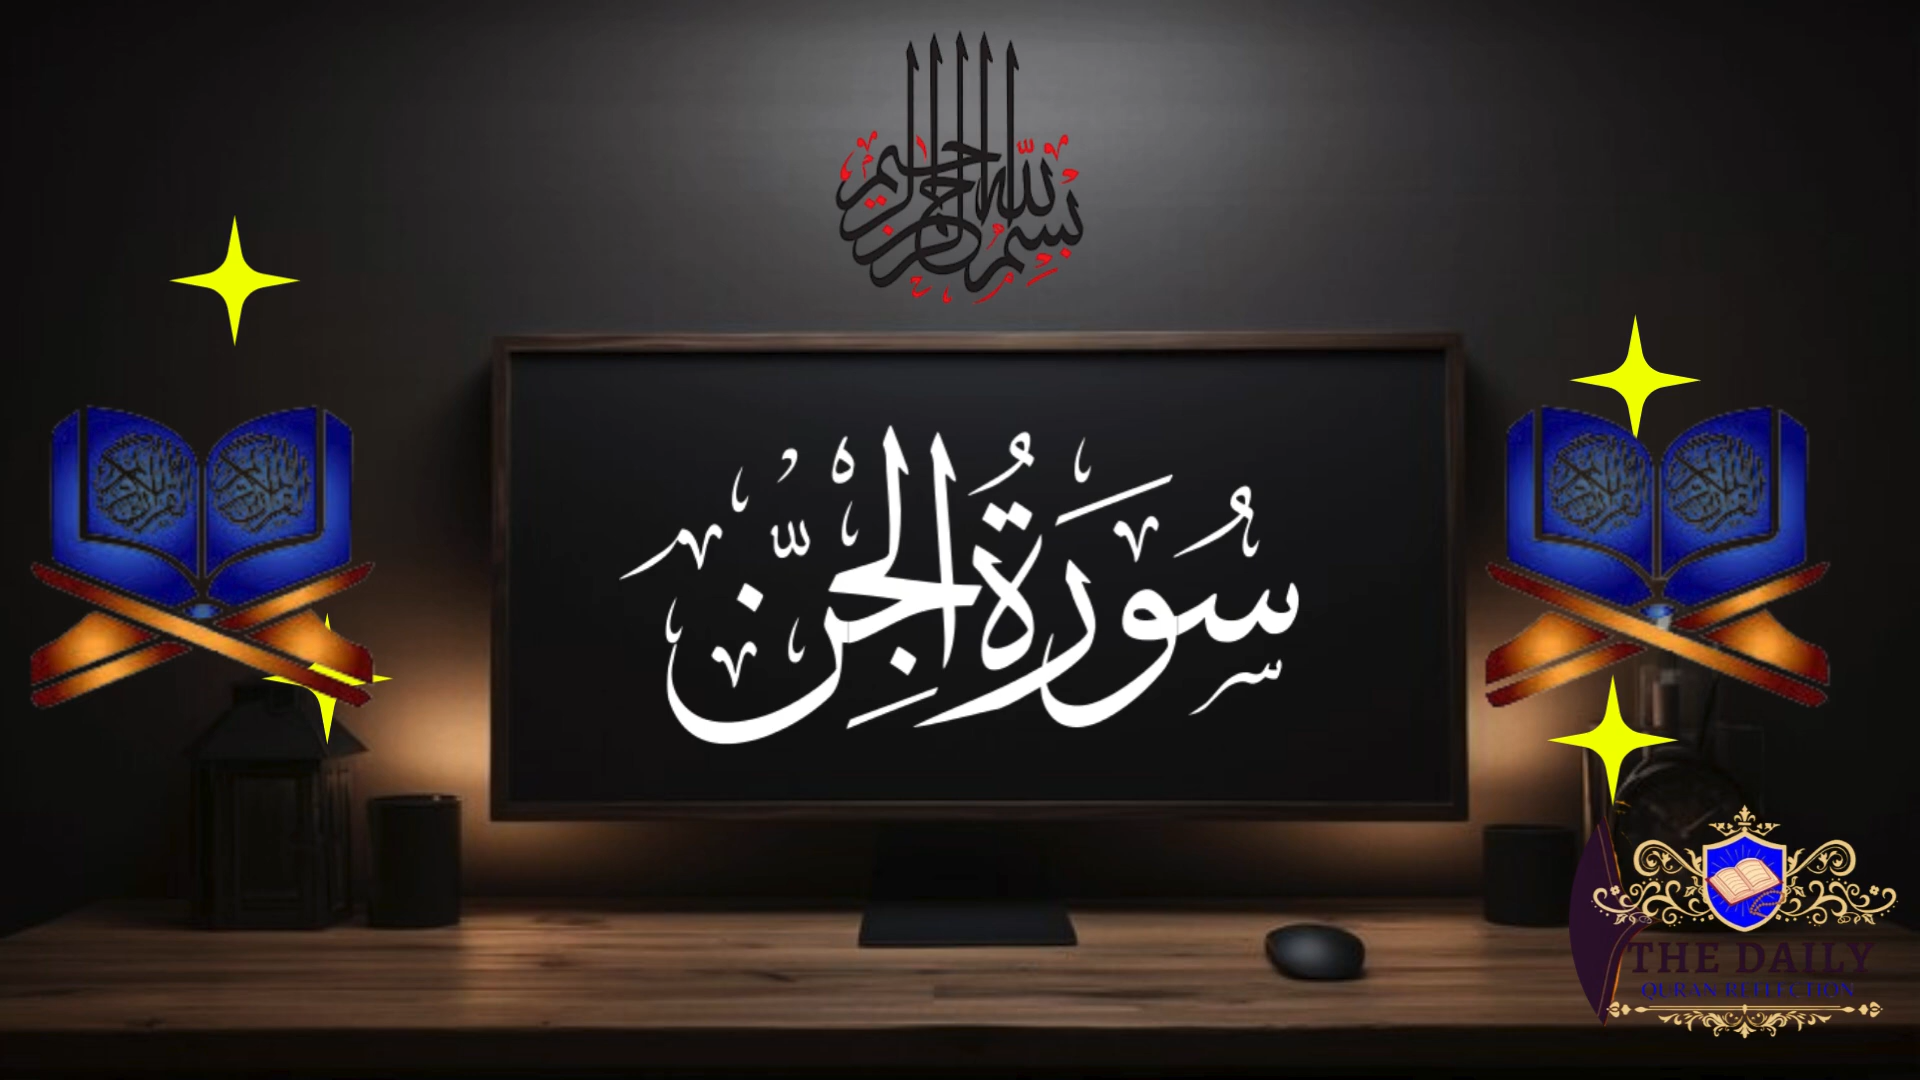 بسم الله الرحمن الرحيم
سُورَةُ الجِنّ
THE DAILY
QURAN REFLECTION